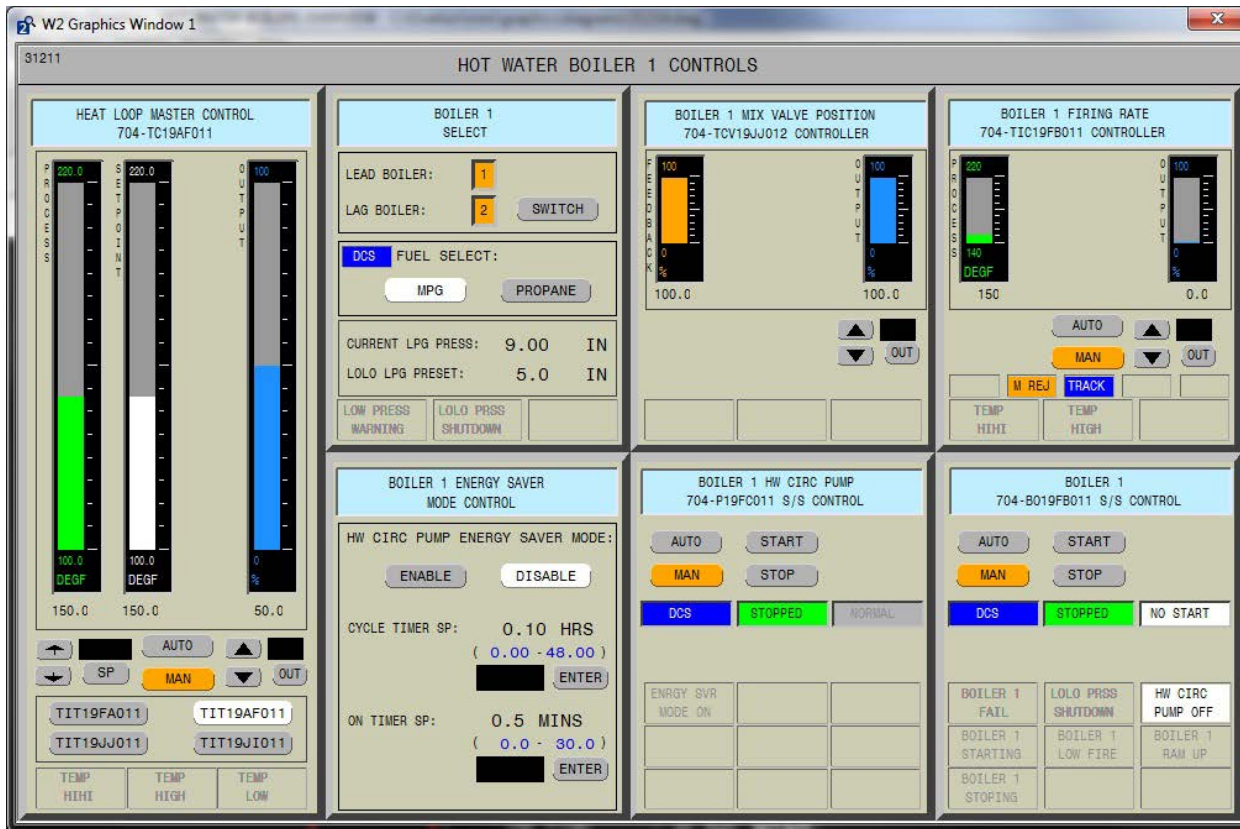 W2 Graphics Window 1
31211
HOT WATER BOILER 1 CONTROLS
HEAT LOOP MASTER CONTROL
704-TC19AF011
PROCESS
220.0
SETPOINT
220.0
OUTPUT
100
100.0
DEGF
100.0
DEGF
0
%
150.0
150.0
50.0
SP
AUTO
MAN
OUT
TIT19FA011
TIT19AF011
TIT19JJ011
TIT19JI011
TEMP
HIHI
TEMP
HIGH
TEMP
LOW
BOILER 1
SELECT
LEAD BOILER:
1
LAG BOILER:
2
SWITCH
DCS
FUEL SELECT:
MPG
PROPANE
CURRENT LPG PRESS: 9.00 IN
LOLO LPG PRESET: 5.0 IN
LOW PRESS
WARNING
LOLO PRSS
SHUTDOWN
BOILER 1 MIX VALVE POSITION
704-TCV19JJ012 CONTROLLER
FEEDBACK
100
0
%
100.0
OUTPUT
100
0
%
100.0
OUT
BOILER 1 FIRING RATE
704-TIC19FB011 CONTROLLER
PROCESS
220
140
DEGF
150
OUTPUT
100
0
%
0.0
AUTO
MAN
OUT
M REJ
TRACK
TEMP
HIHI
TEMP
HIGH
BOILER 1 ENERGY SAVER
MODE CONTROL
HW CIRC PUMP ENERGY SAVER MODE:
ENABLE
DISABLE
CYCLE TIMER SP: 0.10 HRS
( 0.00 -48.00 )
ENTER
ON TIMER SP: 0.5 MINS
( 0.0 - 30.0 )
ENTER
BOILER 1 HW CIRC PUMP
704-P19FC011 S/S CONTROL
AUTO
START
MAN
STOP
DCS
STOPPED
NORMAL
ENRGY SVR
MODE ON
BOILER 1
704-BO19FB011 S/S CONTROL
AUTO
START
MAN
STOP
DCS
STOPPED
NO START
BOILER 1
FAIL
LOLO PRSS
SHUTDOWN
HW CIRC
PUMP OFF
BOILER 1
STARTING
BOILER 1
LOW FIRE
BOILER 1
RAM UP
BOILER 1
STOPING